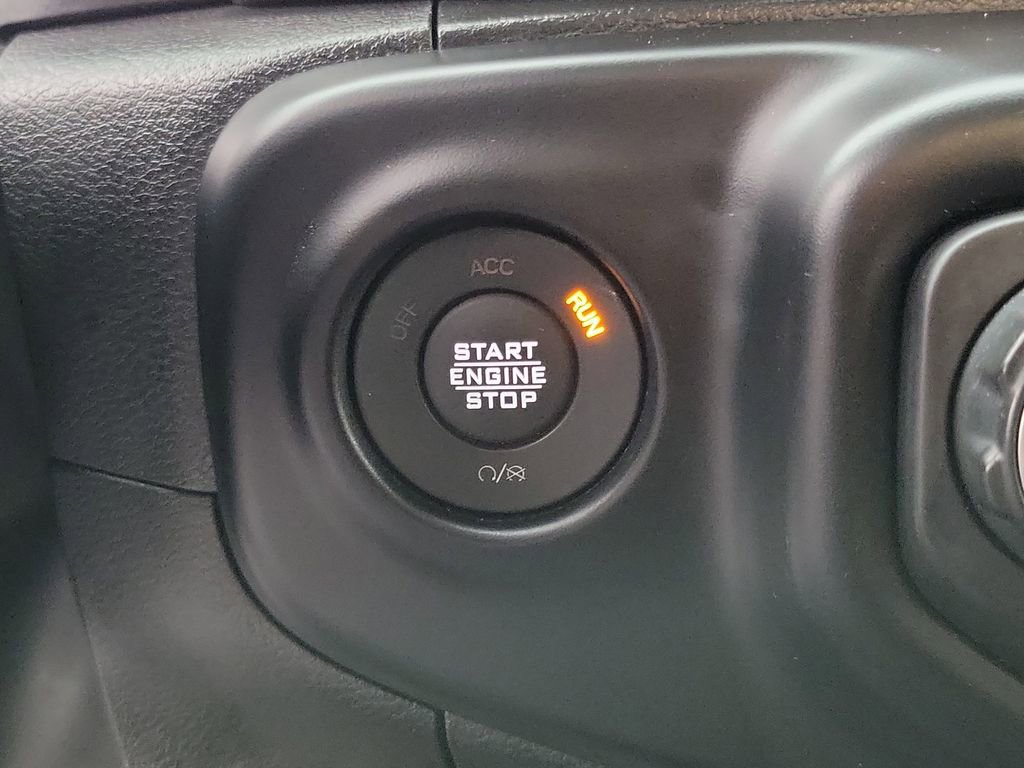 ACC
OFF
RUN
START
ENGINE
STOP